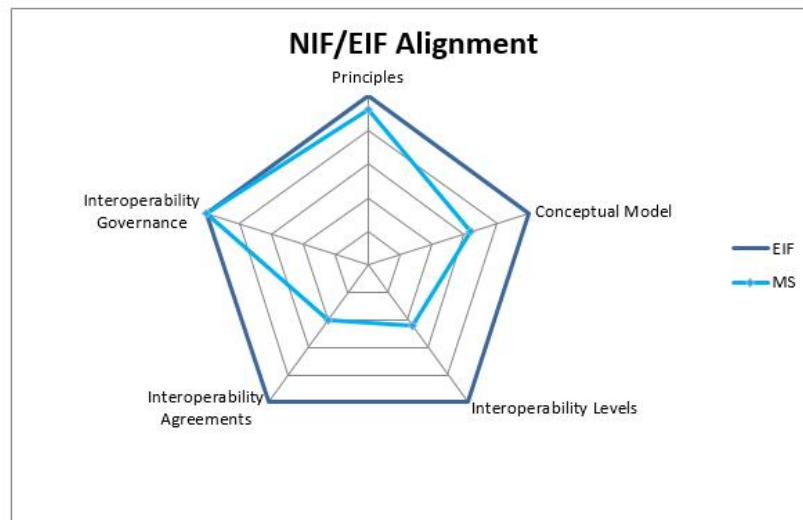 NIF/EIF Alignment
Principles
Interoperability
Governance
Conceptual Model
EIF
MS
Interoperability
Agreements
Interoperability Levels